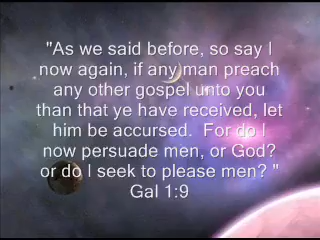 "As we said before, so say I
now again, if any man preach
any other gospel unto you
than that ye have received, let
him be accursed.  For do I
now persuade men, or God?
or do I seek to please men? "
Gal 1:9